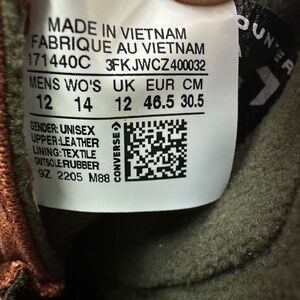 MADE IN VIETNAM
FABRIQUE AU VIETNAM
171440C 3FKJWCZ400032
MENS WO'S UK EUR CM
12 14 12 46.5 30.5
GENDER: UNISEX
UPPER: LEATHER
LINING: TEXTILE
OUTSOLE: RUBBER
9Z 2205 M88
CONVERSE